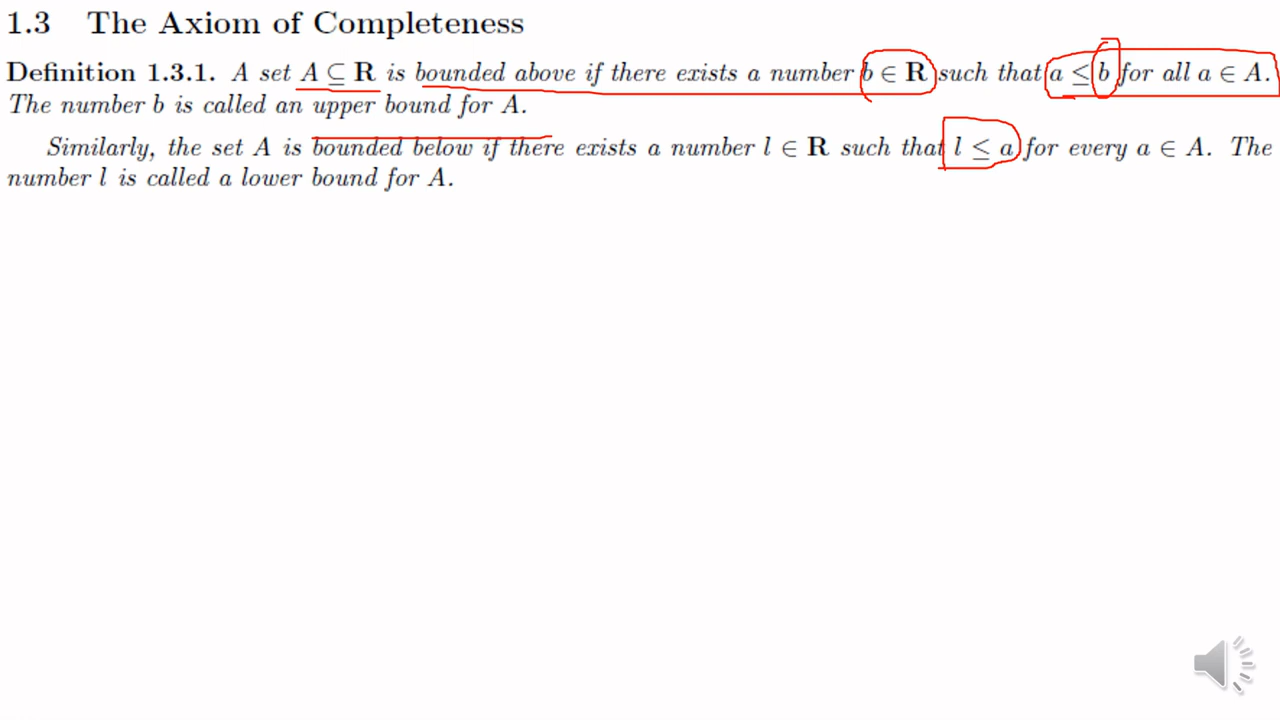 1.3 The Axiom of Completeness
Definition 1.3.1. A set A ⊆ R is bounded above if there exists a number b ∈ R such that a ≤ b for all a ∈ A.
The number b is called an upper bound for A.
Similarly, the set A is bounded below if there exists a number l ∈ R such that l ≤ a for every a ∈ A. The
number l is called a lower bound for A.